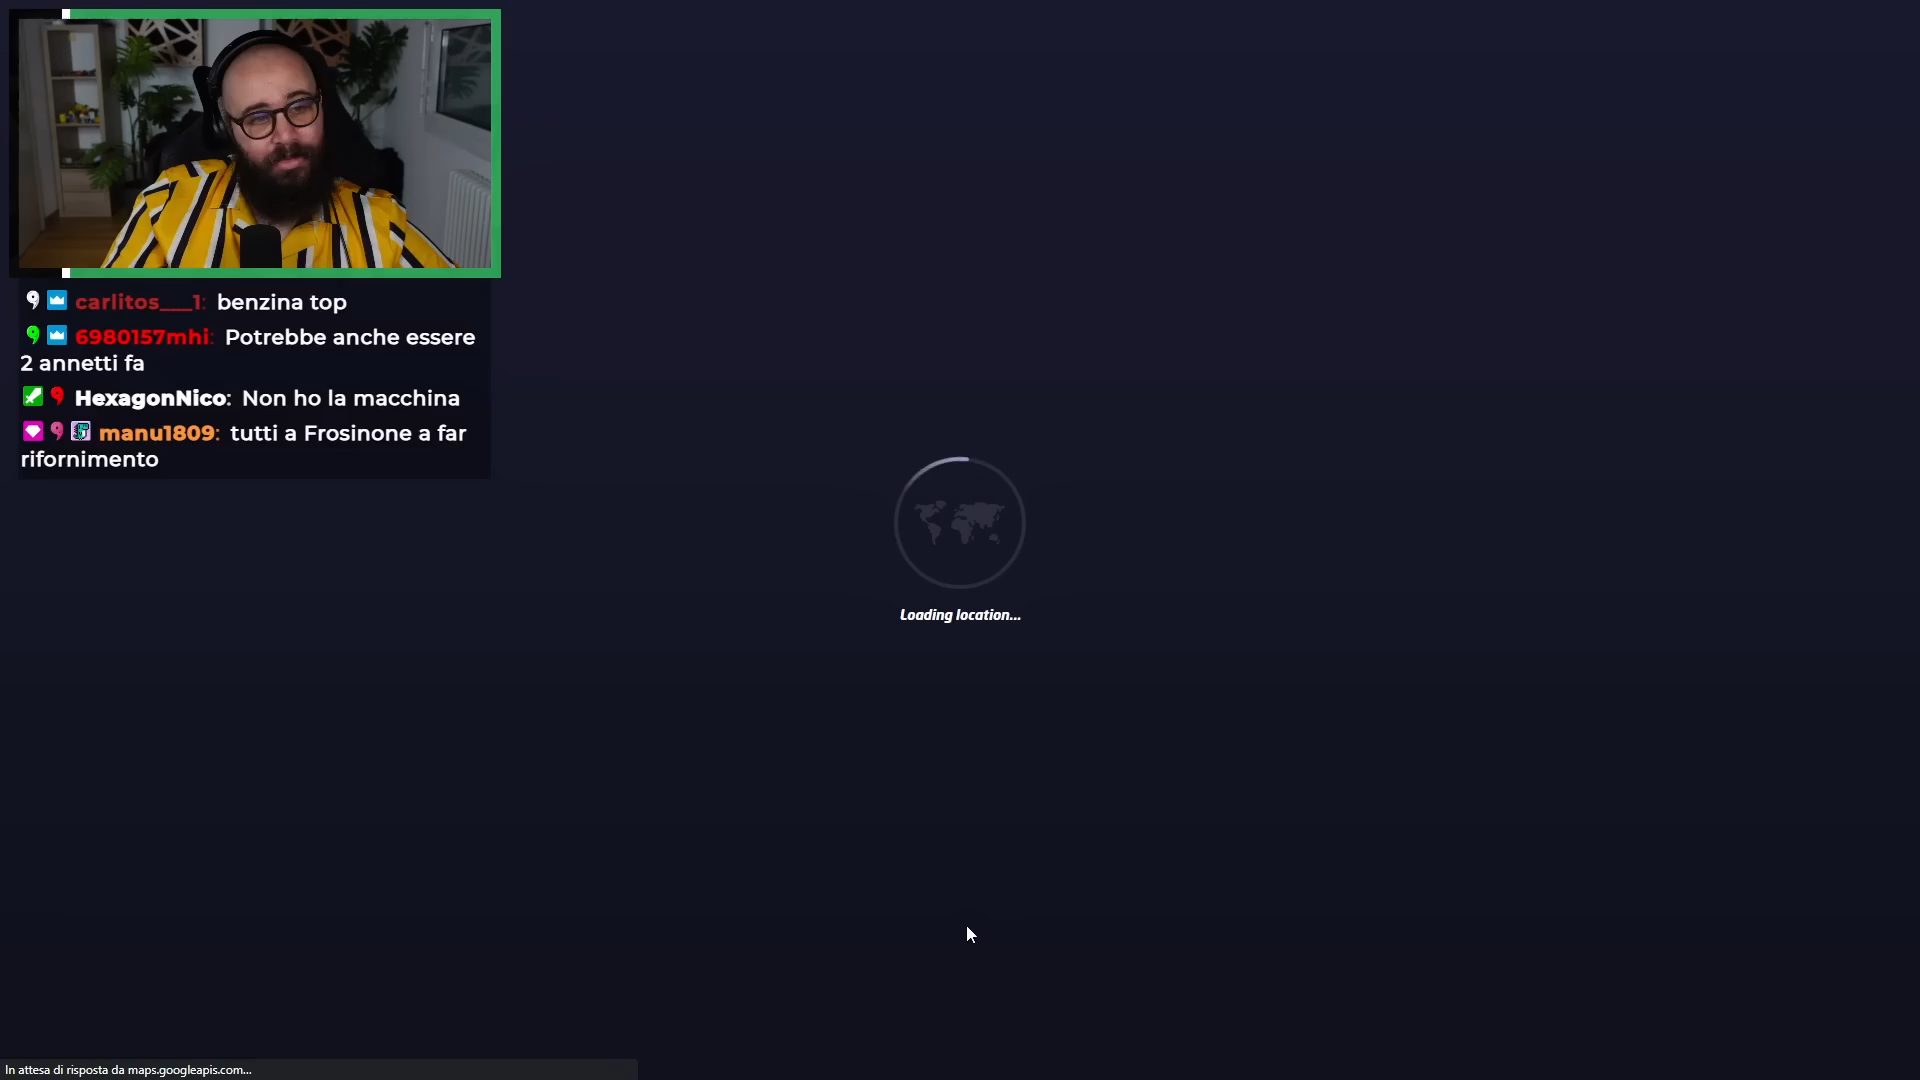 carlitos___1: benzina top
6980157mhi: Potrebbe anche essere
2 annetti fa
HexagonNico: Non ho la macchina
manu1809: tutti a Frosinone a far
rifornimento
Loading location...
In attesa di risposta da maps.googleapis.com...